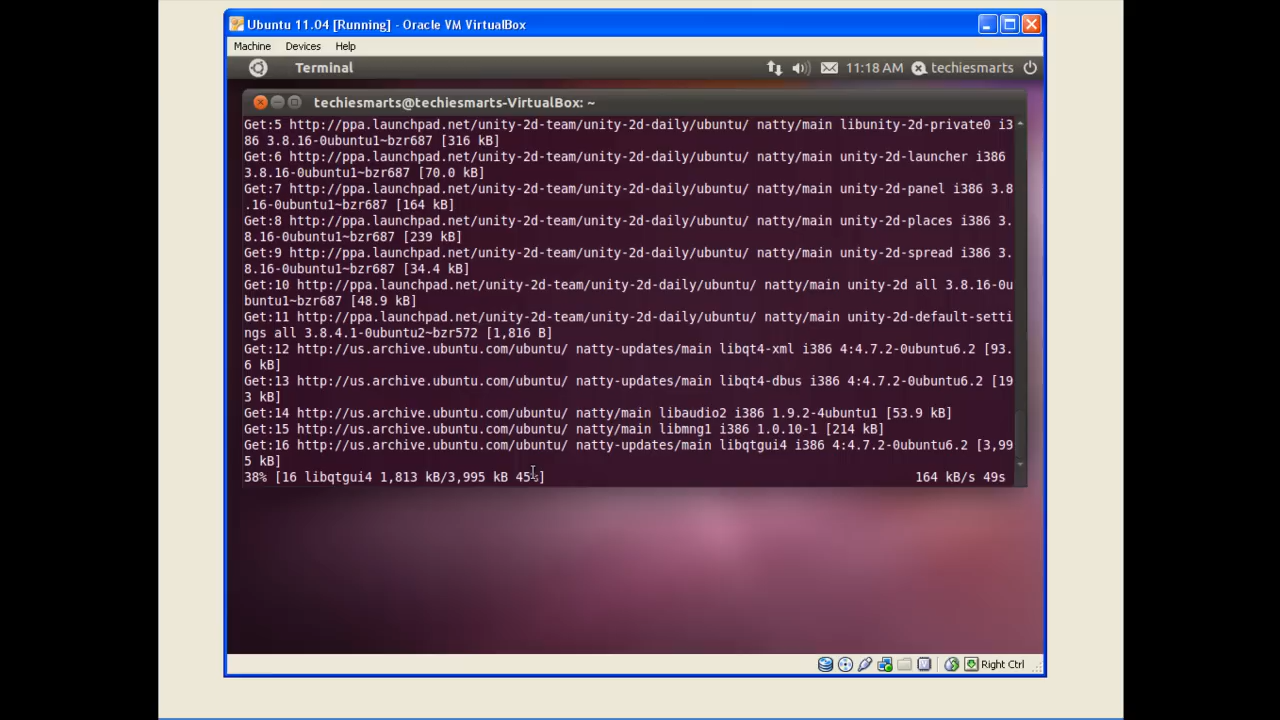 Ubuntu 11.04 [Running] - Oracle VM VirtualBox
Machine Devices Help
Terminal 11:18 AM techiesmarts
techiesmarts@techiesmarts-VirtualBox: ~
Get:5 http://ppa.launchpad.net/unity-2d-team/unity-2d-daily/ubuntu/ natty/main libunity-2d-private0 i3
86 3.8.16-0ubuntu1~bzr687 [316 kB]
Get:6 http://ppa.launchpad.net/unity-2d-team/unity-2d-daily/ubuntu/ natty/main unity-2d-launcher i386
3.8.16-0ubuntu1~bzr687 [70.0 kB]
Get:7 http://ppa.launchpad.net/unity-2d-team/unity-2d-daily/ubuntu/ natty/main unity-2d-panel i386 3.8
.16-0ubuntu1~bzr687 [164 kB]
Get:8 http://ppa.launchpad.net/unity-2d-team/unity-2d-daily/ubuntu/ natty/main unity-2d-places i386 3.
8.16-0ubuntu1~bzr687 [239 kB]
Get:9 http://ppa.launchpad.net/unity-2d-team/unity-2d-daily/ubuntu/ natty/main unity-2d-spread i386 3.
8.16-0ubuntu1~bzr687 [34.4 kB]
Get:10 http://ppa.launchpad.net/unity-2d-team/unity-2d-daily/ubuntu/ natty/main unity-2d all 3.8.16-0u
buntu1~bzr687 [48.9 kB]
Get:11 http://ppa.launchpad.net/unity-2d-team/unity-2d-daily/ubuntu/ natty/main unity-2d-default-setti
ngs all 3.8.4.1-0ubuntu2~bzr572 [1,816 B]
Get:12 http://us.archive.ubuntu.com/ubuntu/ natty-updates/main libqt4-xml i386 4:4.7.2-0ubuntu6.2 [93.
6 kB]
Get:13 http://us.archive.ubuntu.com/ubuntu/ natty-updates/main libqt4-dbus i386 4:4.7.2-0ubuntu6.2 [19
3 kB]
Get:14 http://us.archive.ubuntu.com/ubuntu/ natty/main libaudio2 i386 1.9.2-4ubuntu1 [53.9 kB]
Get:15 http://us.archive.ubuntu.com/ubuntu/ natty/main libmng1 i386 1.0.10-1 [214 kB]
Get:16 http://us.archive.ubuntu.com/ubuntu/ natty-updates/main libqtgui4 i386 4:4.7.2-0ubuntu6.2 [3,99
5 kB]
38% [16 libqtgui4 1,813 kB/3,995 kB 45%] 164 kB/s 49s
Right Ctrl